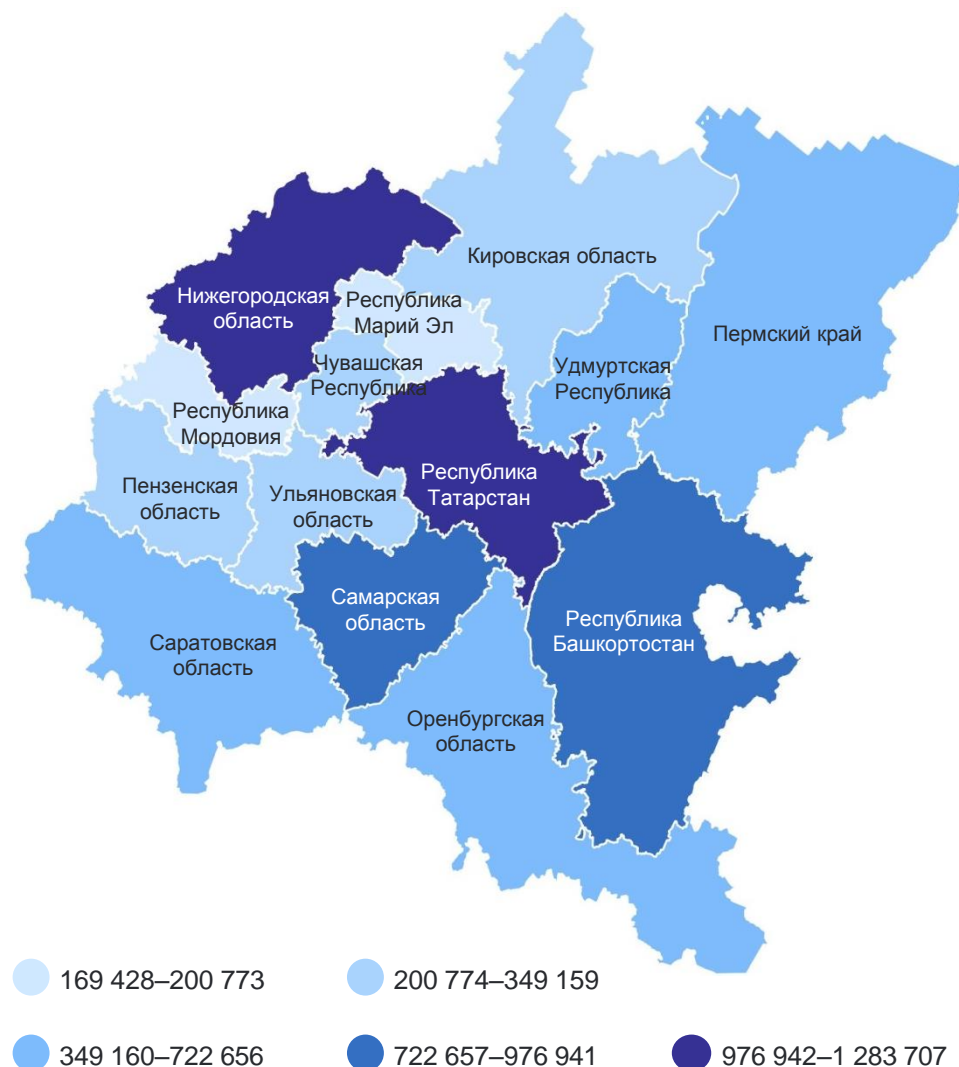 Кировская область
Нижегородская
область
Республика
Марий Эл
Пермский край
Чувашская
Республика
Удмуртская
Республика
Республика
Мордовия
Республика
Татарстан
Пензенская
область
Ульяновская
область
Самарская
область
Республика
Башкортостан
Саратовская
область
Оренбургская
область
169 428–200 773
200 774–349 159
349 160–722 656
722 657–976 941
976 942–1 283 707